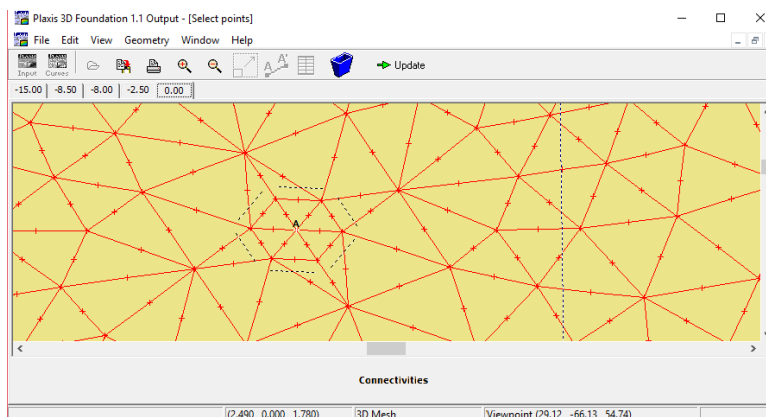 Plaxis 3D Foundation 1.1 Output - [Select points]
File Edit View Geometry Window Help
Input Curves Update
-15.00 -8.50 -8.00 -2.50 0.00
A
Connectivities
(2.490 0.000 1.780) 3D Mesh Viewpoint (29.12, -66.13, 54.74)